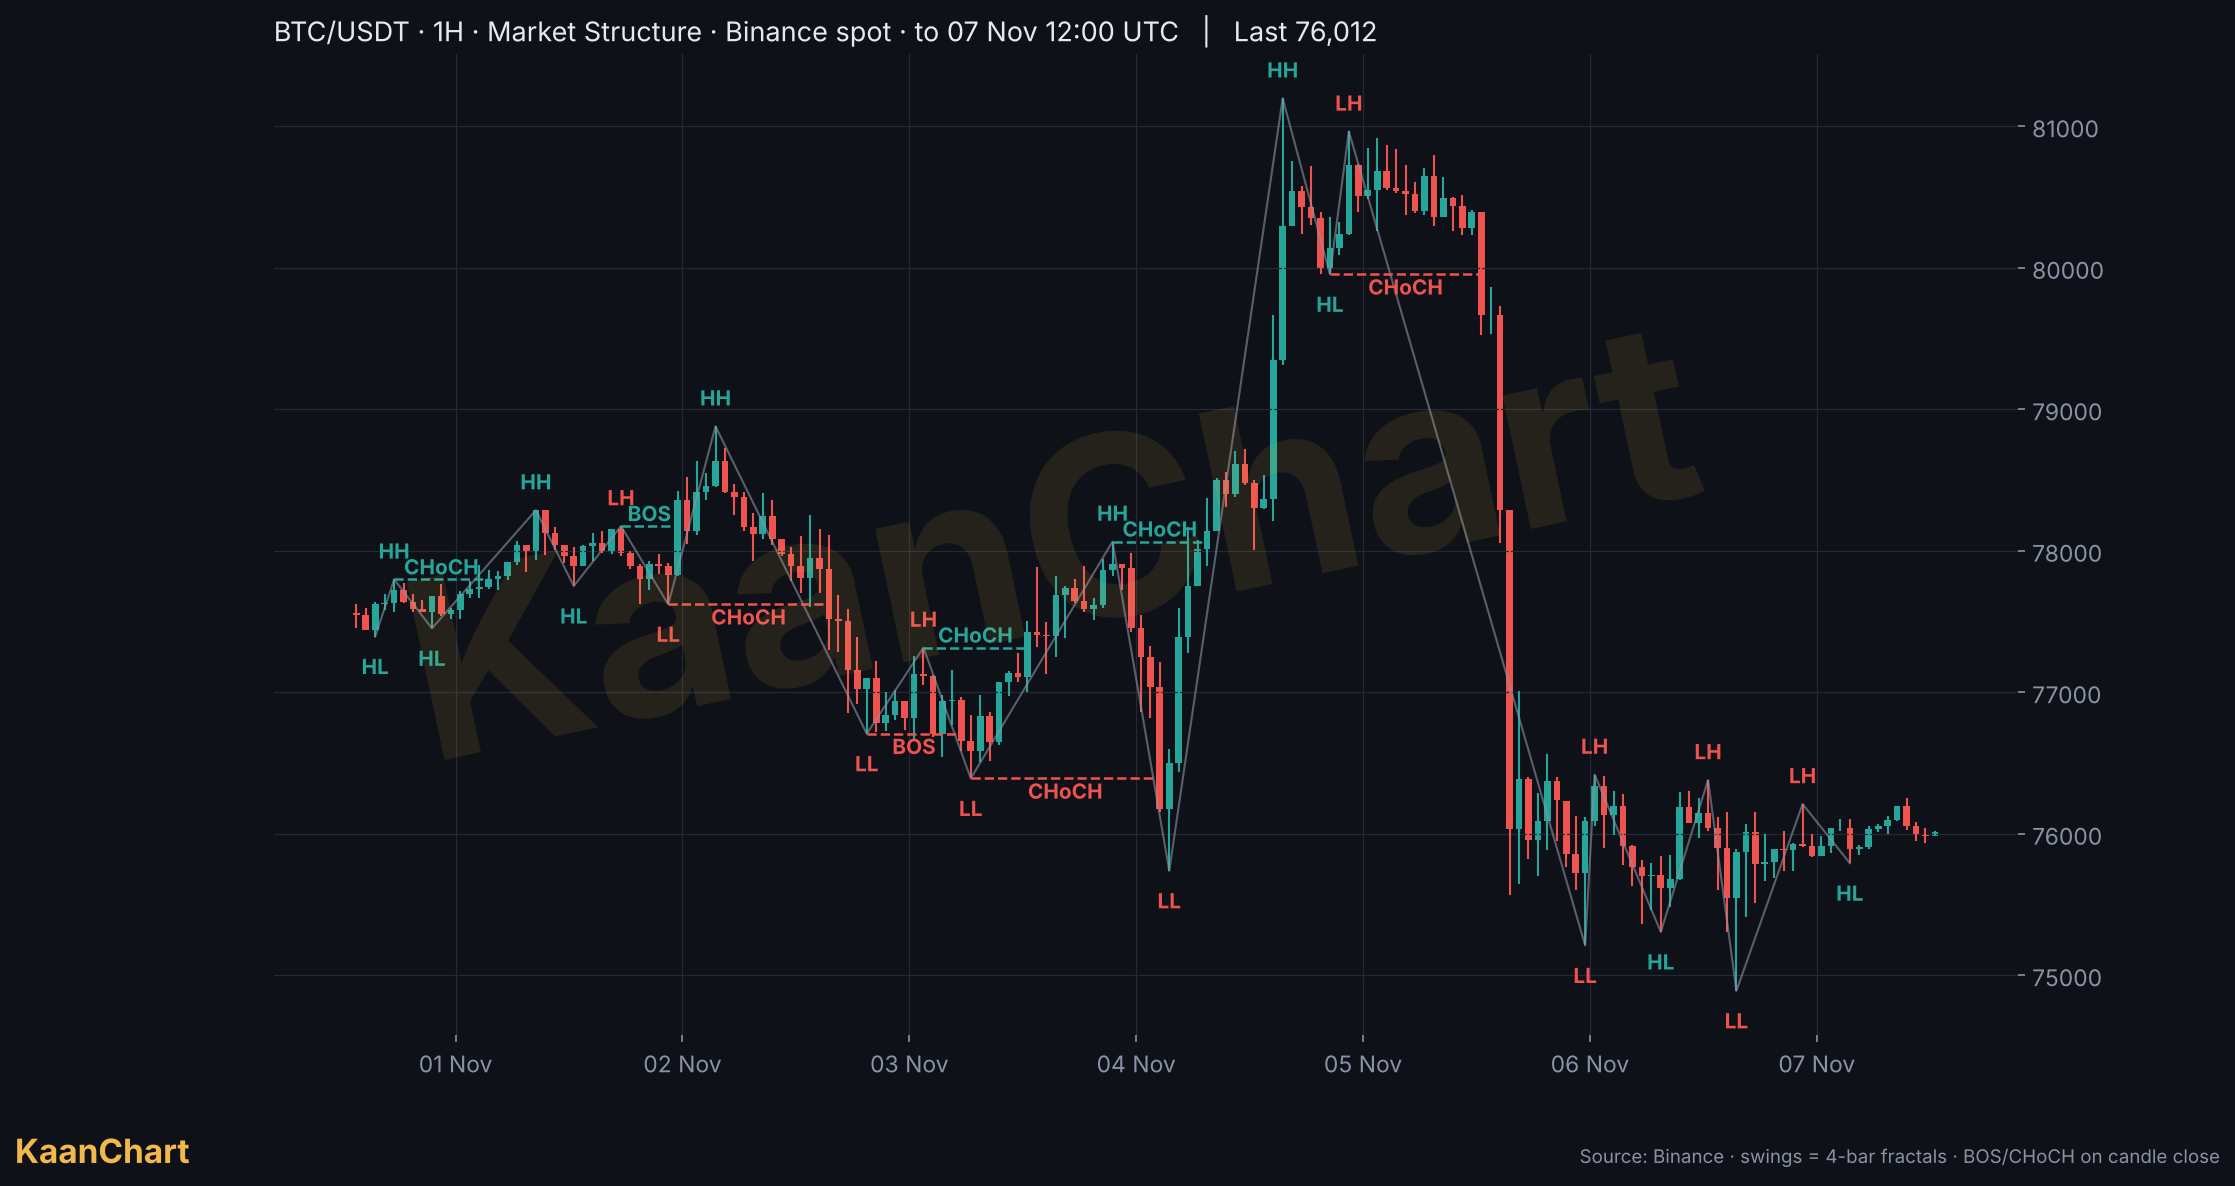 BTC/USDT · 1H · Market Structure · Binance spot · to 07 Nov 12:00 UTC | Last 76,012
HH
LH
81000
80000
CHoCH
HL
79000
HH
HH
LH
BOS
HH
CHoCH
HH
CHoCH
78000
HL
CHoCH
LL
LH
CHoCH
HL
HL
77000
BOS
LL
CHoCH
LL
LH
LH
LH
76000
LL
HL
HL
LL
75000
LL
KaanChart
01 Nov
02 Nov
03 Nov
04 Nov
05 Nov
06 Nov
07 Nov
KaanChart
Source: Binance · swings = 4-bar fractals · BOS/CHoCH on candle close